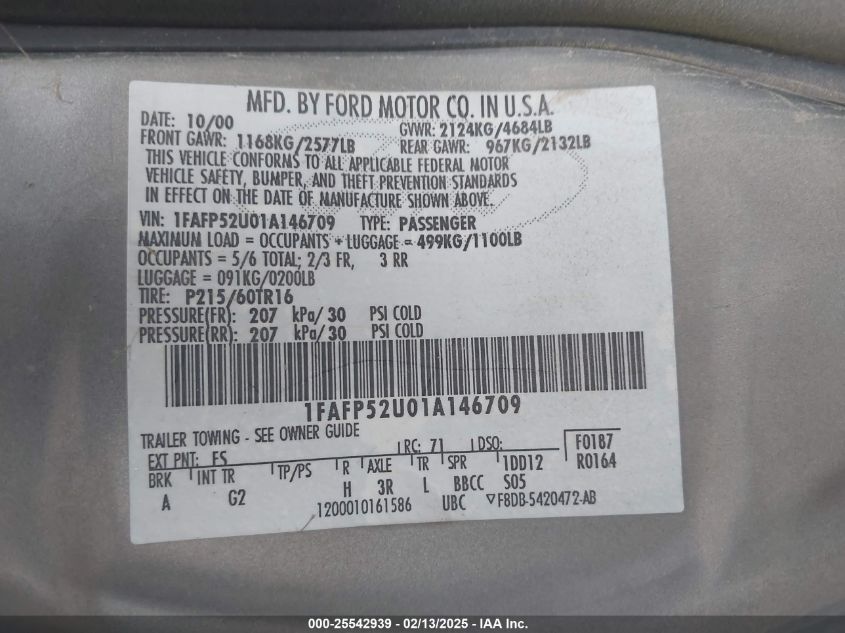 MFD. BY FORD MOTOR CO. IN U.S.A.
DATE: 10/00 GVWR: 2124KG/4684LB
FRONT GAWR: 1168KG/2577LB REAR GAWR: 967KG/2132LB
THIS VEHICLE CONFORMS TO ALL APPLICABLE FEDERAL MOTOR
VEHICLE SAFETY, BUMPER, AND THEFT PREVENTION STANDARDS
IN EFFECT ON THE DATE OF MANUFACTURE SHOWN ABOVE.
VIN: 1FAFP52U01A146709 TYPE: PASSENGER
MAXIMUM LOAD = OCCUPANTS + LUGGAGE = 499KG/1100LB
OCCUPANTS = 5/6 TOTAL; 2/3 FR, 3 RR
LUGGAGE = 091KG/0200LB
TIRE: P215/60TR16
PRESSURE(FR): 207 kPa/ 30 PSI COLD
PRESSURE(RR): 207 kPa/ 30 PSI COLD
1FAFP52U01A146709
TRAILER TOWING - SEE OWNER GUIDE
EXT PNT: FS RC: 71 DSO: F0187
BRK INT TR TP/PS R AXLE TR SPR 1DD12 R0164
A G2 H 3R L BBCC S05
1200010161586 UBC ▽F8DB-5420472-AB
000-25542939 - 02/13/2025 - IAA Inc.